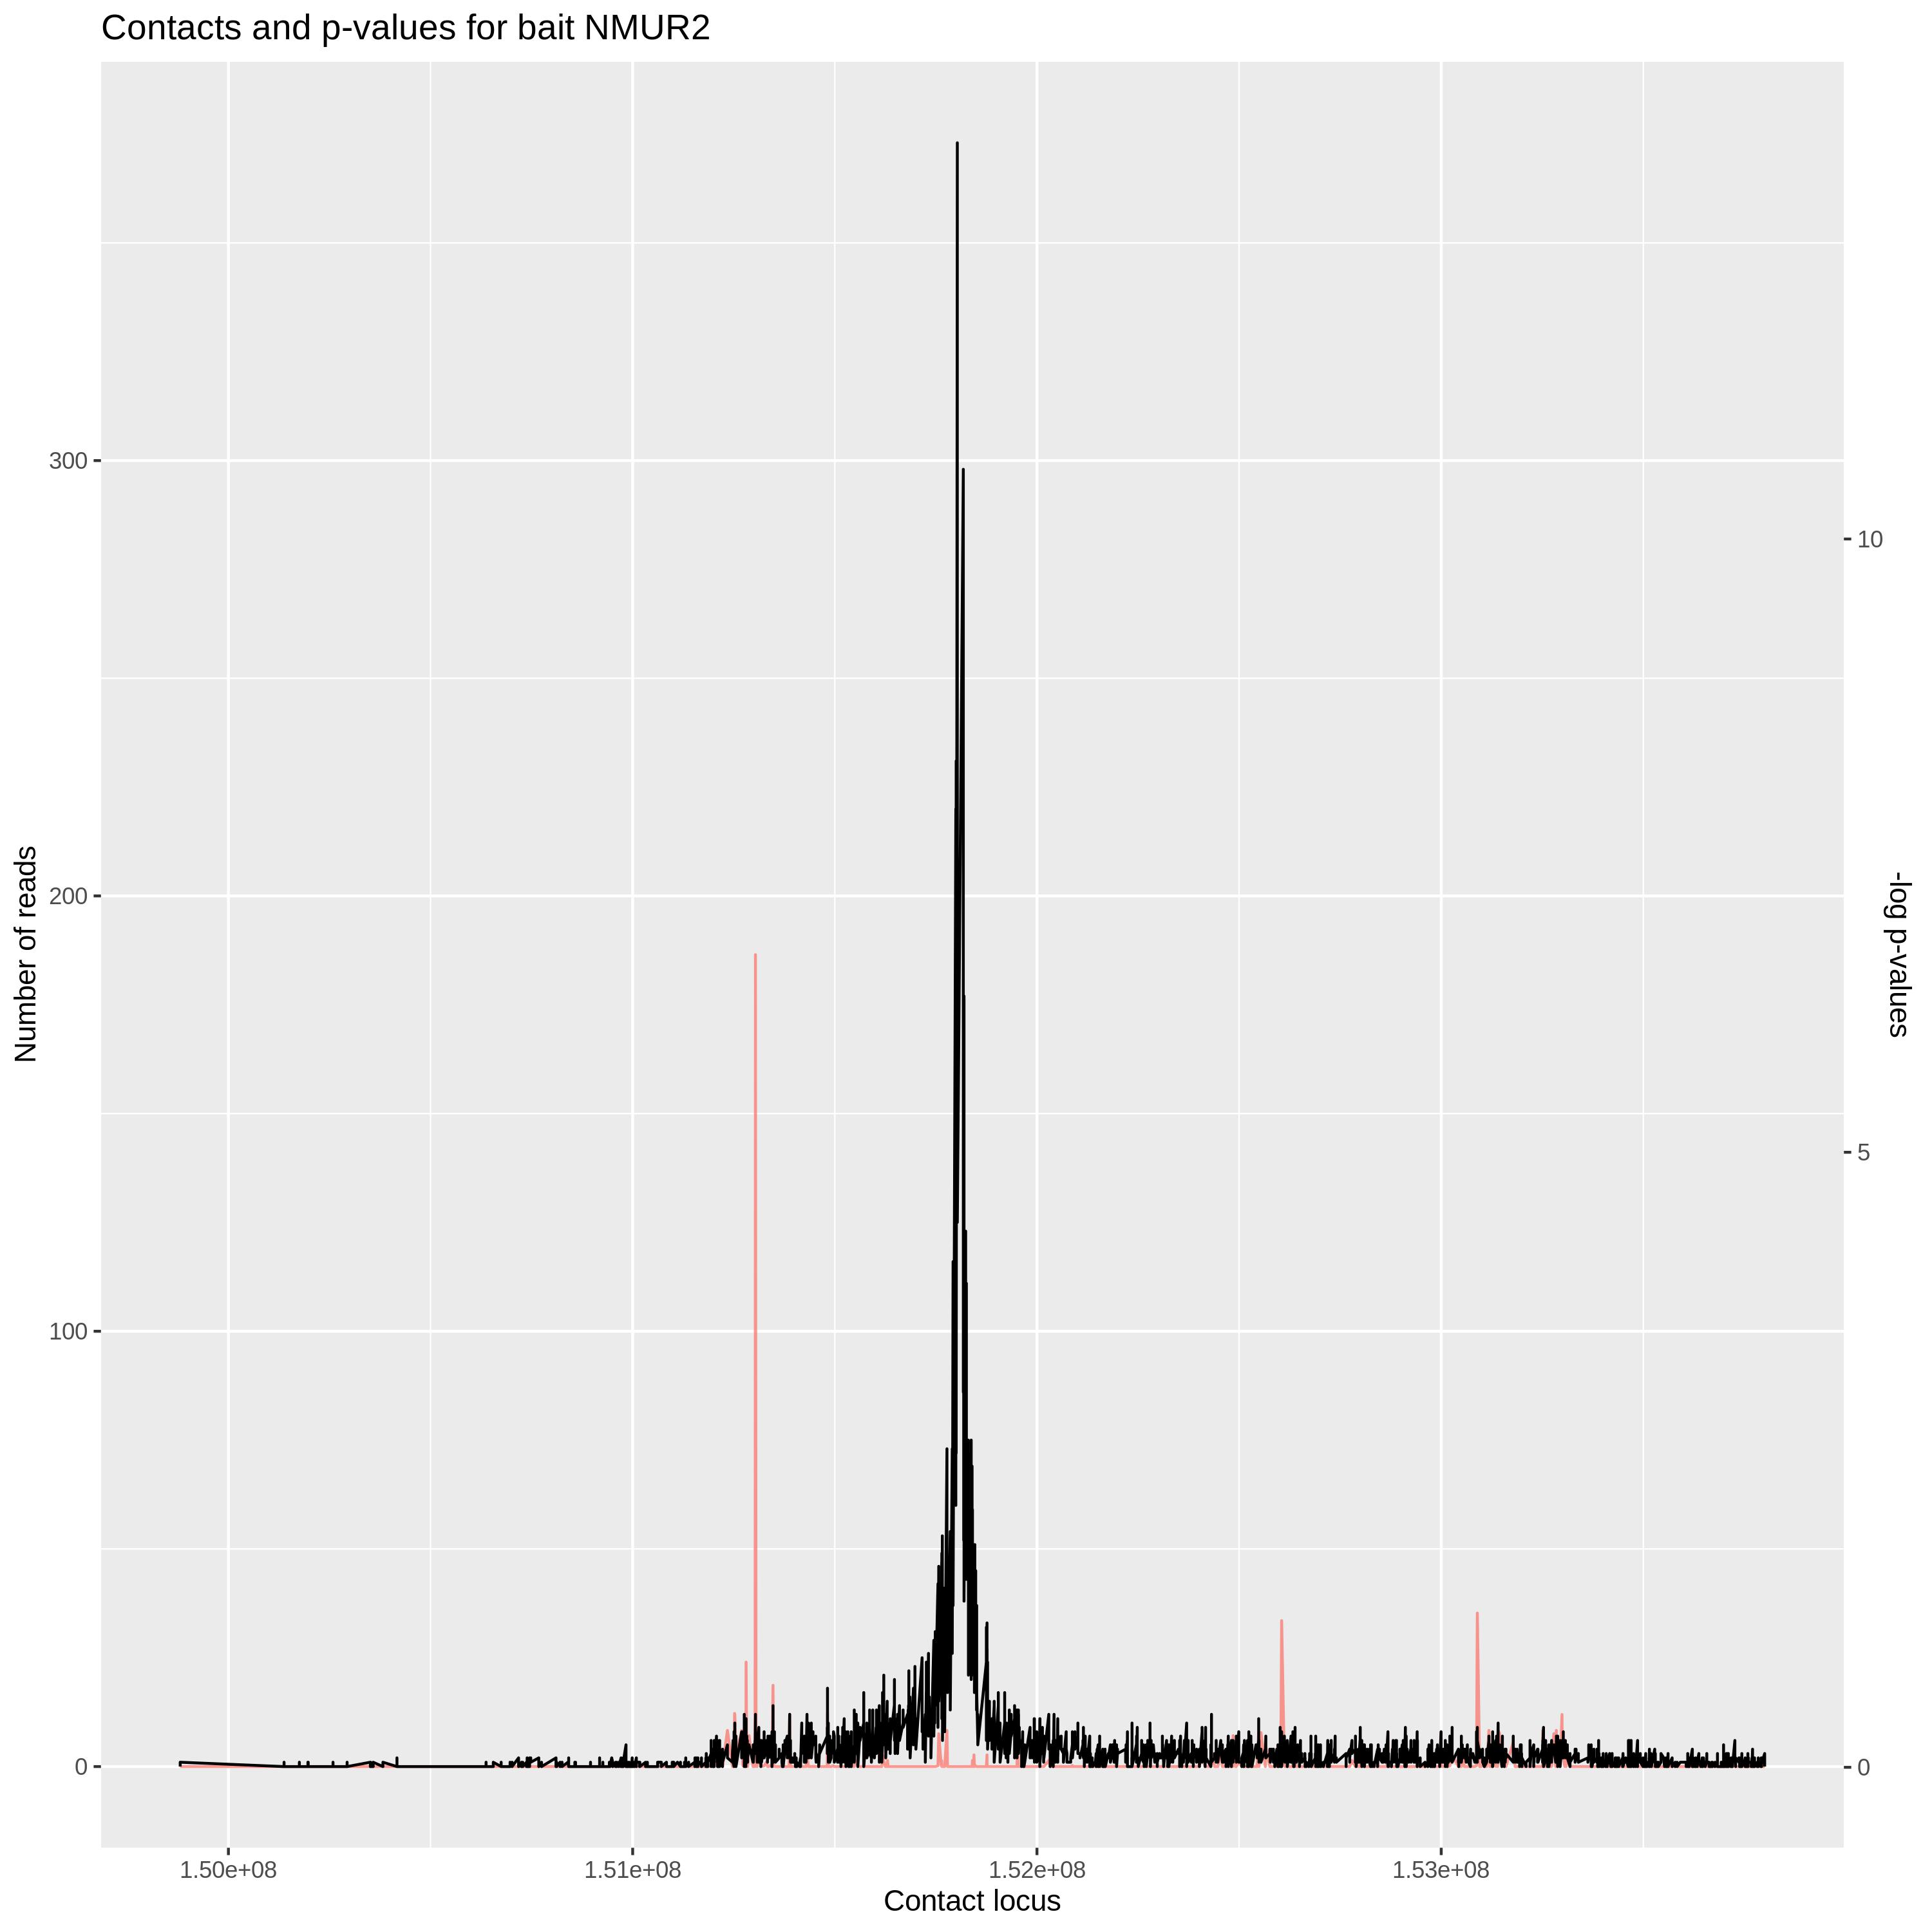 Contacts and p-values for bait NMUR2
Number of reads
300
200
100
0
10
5
0
-log p-values
1.50e+08
1.51e+08
1.52e+08
1.53e+08
Contact locus